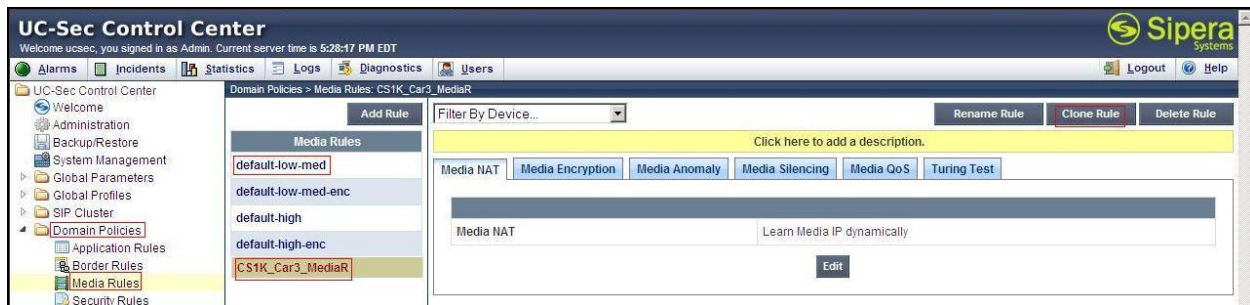 UC-Sec Control Center
Welcome ucsec, you signed in as Admin. Current server time is 5:28:17 PM EDT
Sipera
Systems
Alarms Incidents Statistics Logs Diagnostics Users Logout Help
UC-Sec Control Center
Welcome
Administration
Backup/Restore
System Management
Global Parameters
Global Profiles
SIP Cluster
Domain Policies
Application Rules
Border Rules
Media Rules
Security Rules
Domain Policies > Media Rules: CS1K_Car3_MediaR
Add Rule
Media Rules
default-low-med
default-low-med-enc
default-high
default-high-enc
CS1K_Car3_MediaR
Filter By Device... Rename Rule Clone Rule Delete Rule
Click here to add a description.
Media NAT Media Encryption Media Anomaly Media Silencing Media QoS Turing Test
Media NAT Learn Media IP dynamically
Edit